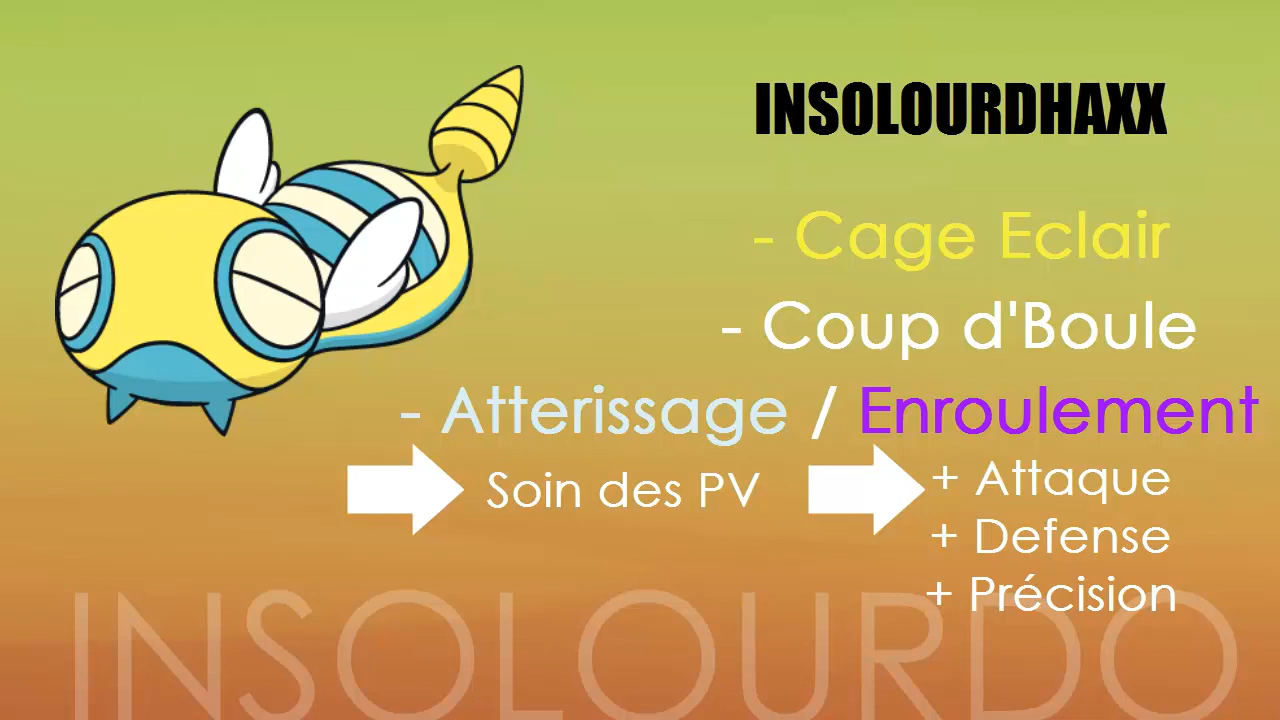 INSOLOURDHAXX
- Cage Eclair
- Coup d'Boule
- Atterissage / Enroulement
Soin des PV
+ Attaque
+ Defense
+ Précision
INSOLOURDO